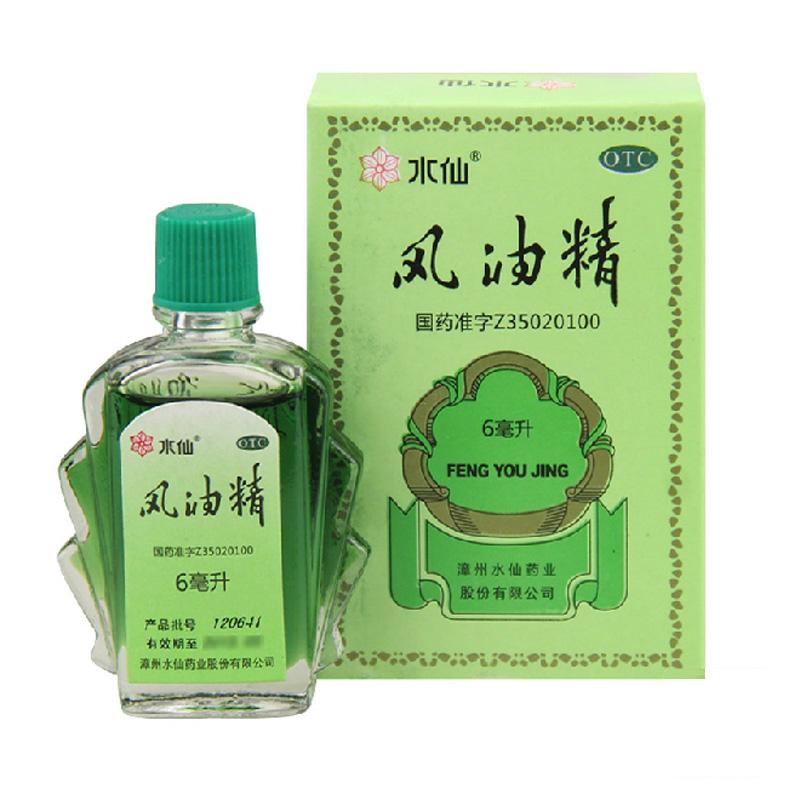 水仙
水仙®
OTC
风油精
国药准字Z35020100
6毫升
FENG YOU JING
漳州水仙药业
股份有限公司
水仙®
OTC
风油精
国药准字Z35020100
6毫升
产品批号 120641
有效期至
漳州水仙药业股份有限公司